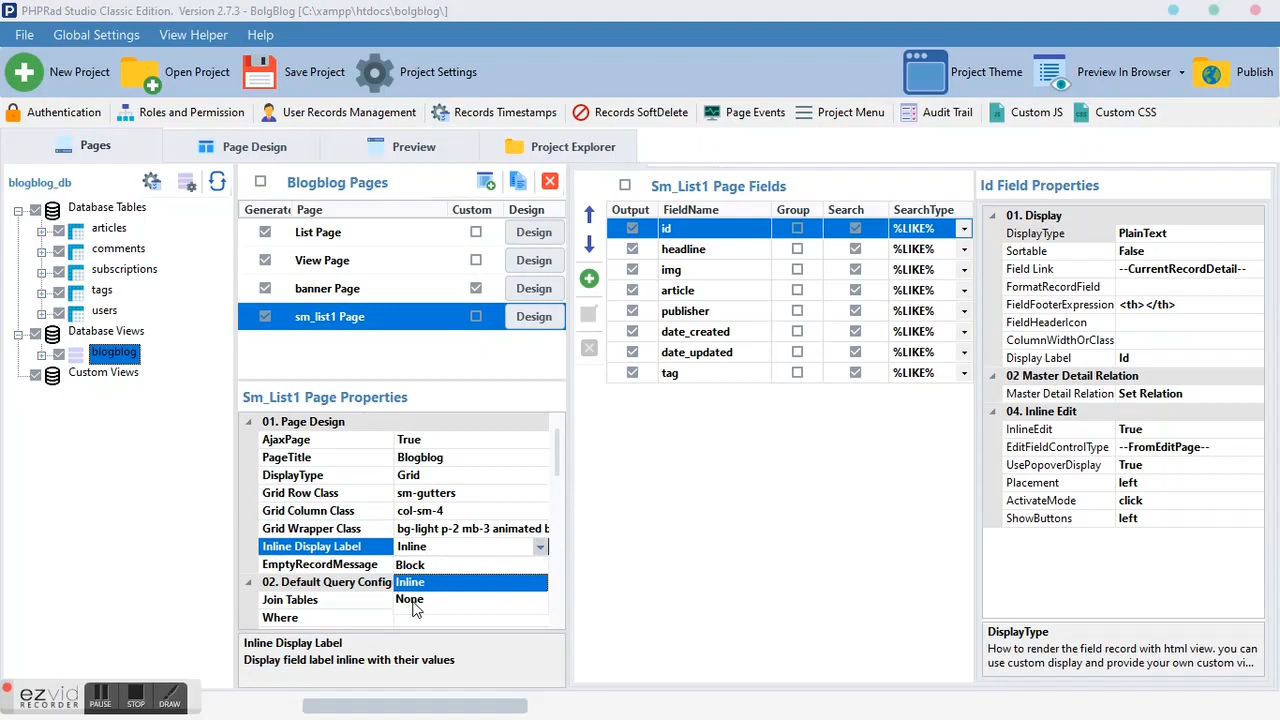 PHPRad Studio Classic Edition. Version 2.7.3 - BolgBlog [C:\xampp\htdocs\bolgblog\]
File Global Settings View Helper Help
New Project Open Project Save Project Project Settings Project Theme Preview In Browser Publish
Authentication Roles and Permission User Records Management Records Timestamps Records SoftDelete Page Events Project Menu Audit Trail Custom JS Custom CSS
Pages Page Design Preview Project Explorer
blogblog_db
Database Tables
articles
comments
subscriptions
tags
users
Database Views
blogblog
Custom Views
Blogblog Pages
Generate Page Custom Design
List Page Design
View Page Design
banner Page Design
sm_list1 Page Design
Sm_List1 Page Properties
01. Page Design
AjaxPage True
PageTitle Blogblog
DisplayType Grid
Grid Row Class sm-gutters
Grid Column Class col-sm-4
Grid Wrapper Class bg-light p-2 mb-3 animated b
Inline Display Label Inline
EmptyRecordMessage Block
02. Default Query Config Inline
Join Tables None
Where
Inline Display Label
Display field label inline with their values
Sm_List1 Page Fields
Output FieldName Group Search SearchType
id %LIKE%
headline %LIKE%
img %LIKE%
article %LIKE%
publisher %LIKE%
date_created %LIKE%
date_updated %LIKE%
tag %LIKE%
Id Field Properties
01. Display
DisplayType PlainText
Sortable False
Field Link --CurrentRecordDetail--
FormatRecordField
FieldFooterExpression <th></th>
FieldHeaderIcon
ColumnWidthOrClass
Display Label Id
02 Master Detail Relation
Master Detail Relation Set Relation
04. Inline Edit
InlineEdit True
EditFieldControlType --FromEditPage--
UsePopoverDisplay True
Placement left
ActivateMode click
ShowButtons left
DisplayType
How to render the field record with html view. you can
use custom display and provide your own custom vi...
ezvid
RECORDER
PAUSE STOP DRAW